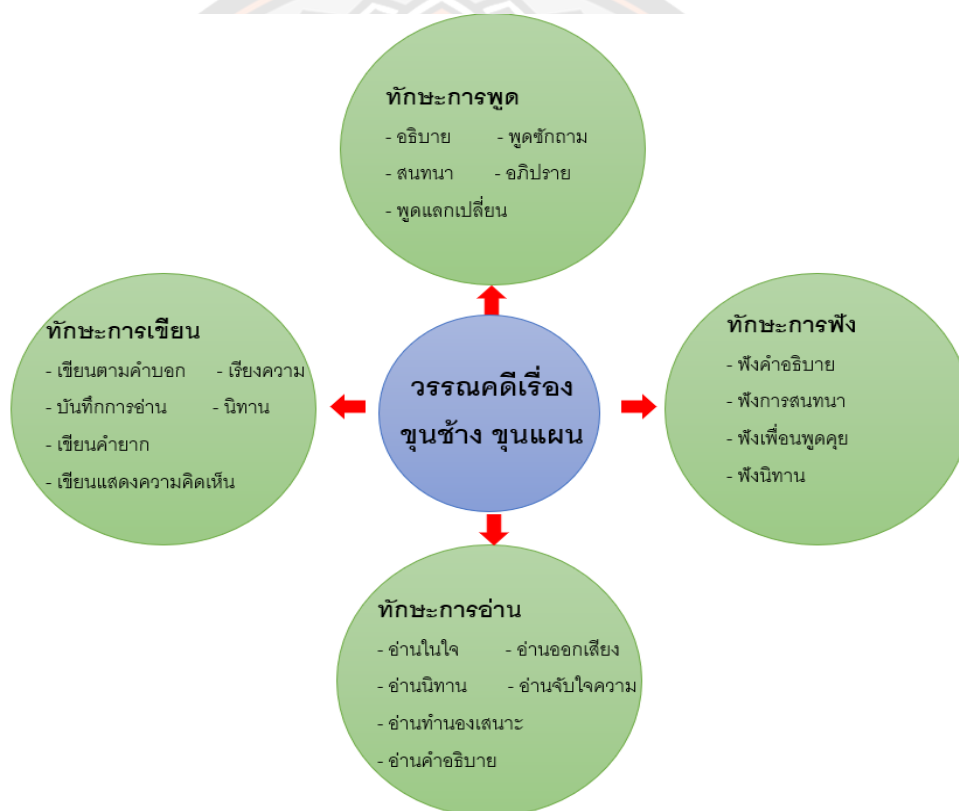 ทักษะการพูด
- อธิบาย - พูดซักถาม
- สนทนา - อภิปราย
- พูดแลกเปลี่ยน
ทักษะการเขียน
- เขียนตามคำบอก - เรียงความ
- บันทึกการอ่าน - นิทาน
- เขียนคำยาก
- เขียนแสดงความคิดเห็น
วรรณคดีเรื่อง
ขุนช้าง ขุนแผน
ทักษะการฟัง
- ฟังคำอธิบาย
- ฟังการสนทนา
- ฟังเพื่อนพูดคุย
- ฟังนิทาน
ทักษะการอ่าน
- อ่านในใจ - อ่านออกเสียง
- อ่านนิทาน - อ่านจับใจความ
- อ่านทำนองเสนาะ
- อ่านคำอธิบาย